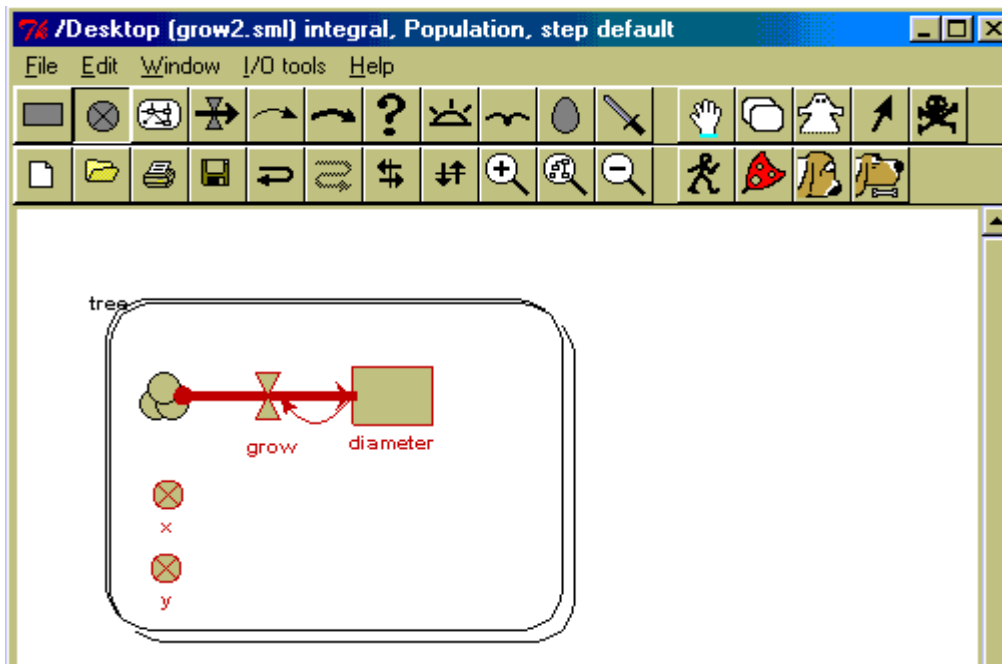 /Desktop (grow2.sml) integral, Population, step default
File Edit Window I/O tools Help
?
tree
grow
diameter
x
y